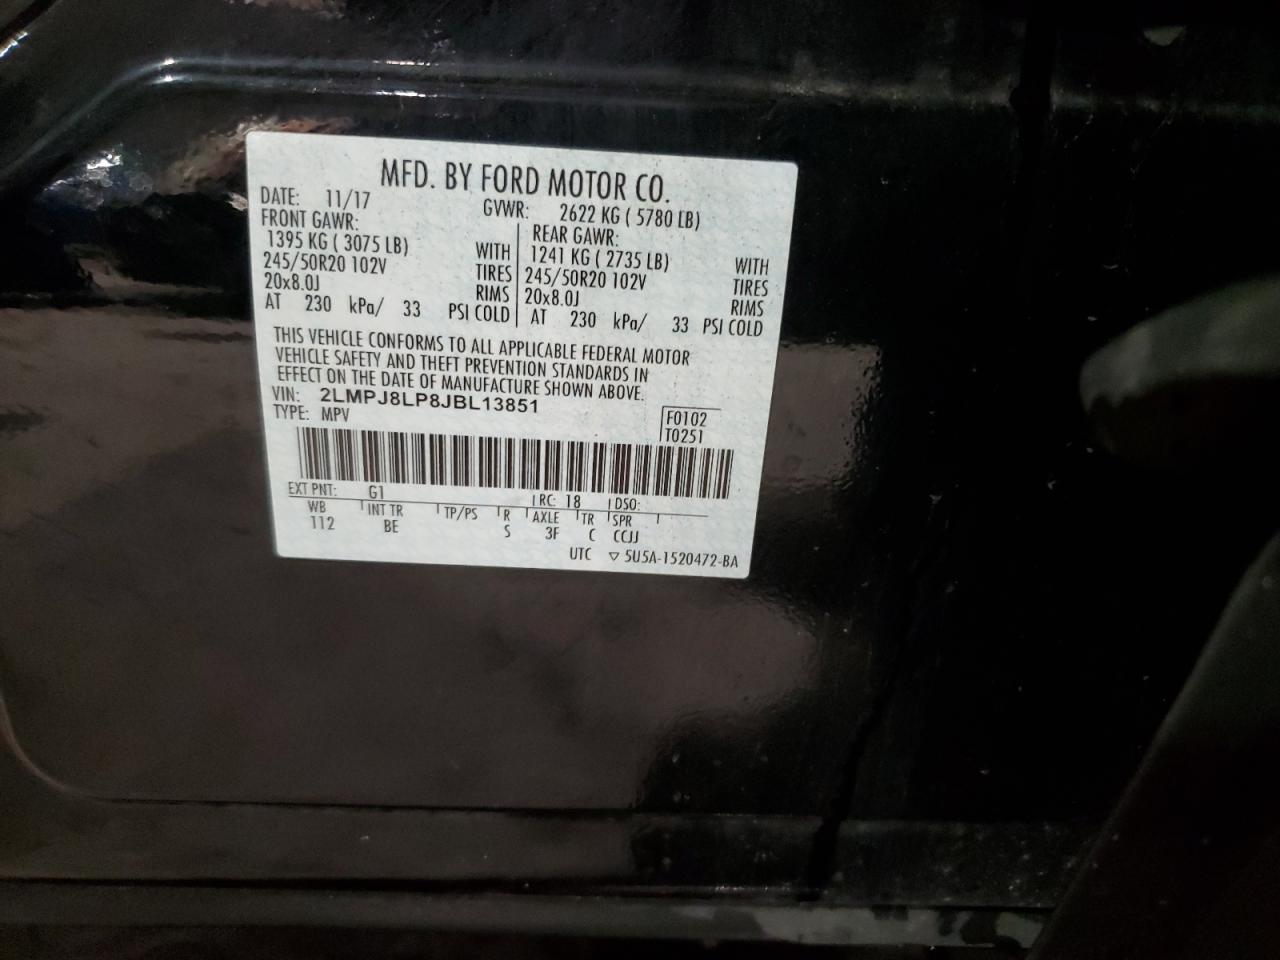 MFD. BY FORD MOTOR CO.
DATE: 11/17 GVWR: 2622 KG ( 5780 LB)
FRONT GAWR: REAR GAWR:
1395 KG ( 3075 LB) WITH 1241 KG ( 2735 LB) WITH
245/50R20 102V TIRES 245/50R20 102V TIRES
20x8.0J RIMS 20x8.0J RIMS
AT 230 kPa/ 33 PSI COLD AT 230 kPa/ 33 PSI COLD
THIS VEHICLE CONFORMS TO ALL APPLICABLE FEDERAL MOTOR
VEHICLE SAFETY AND THEFT PREVENTION STANDARDS IN
EFFECT ON THE DATE OF MANUFACTURE SHOWN ABOVE.
VIN: 2LMPJ8LP8JBL13851
TYPE: MPV
F0102
T0251
EXT PNT: G1 RC: 18 DSO:
WB INT TR TP/PS R AXLE TR SPR
112 BE S 3F C CCJJ
UTC ▽ 5U5A-1520472-BA